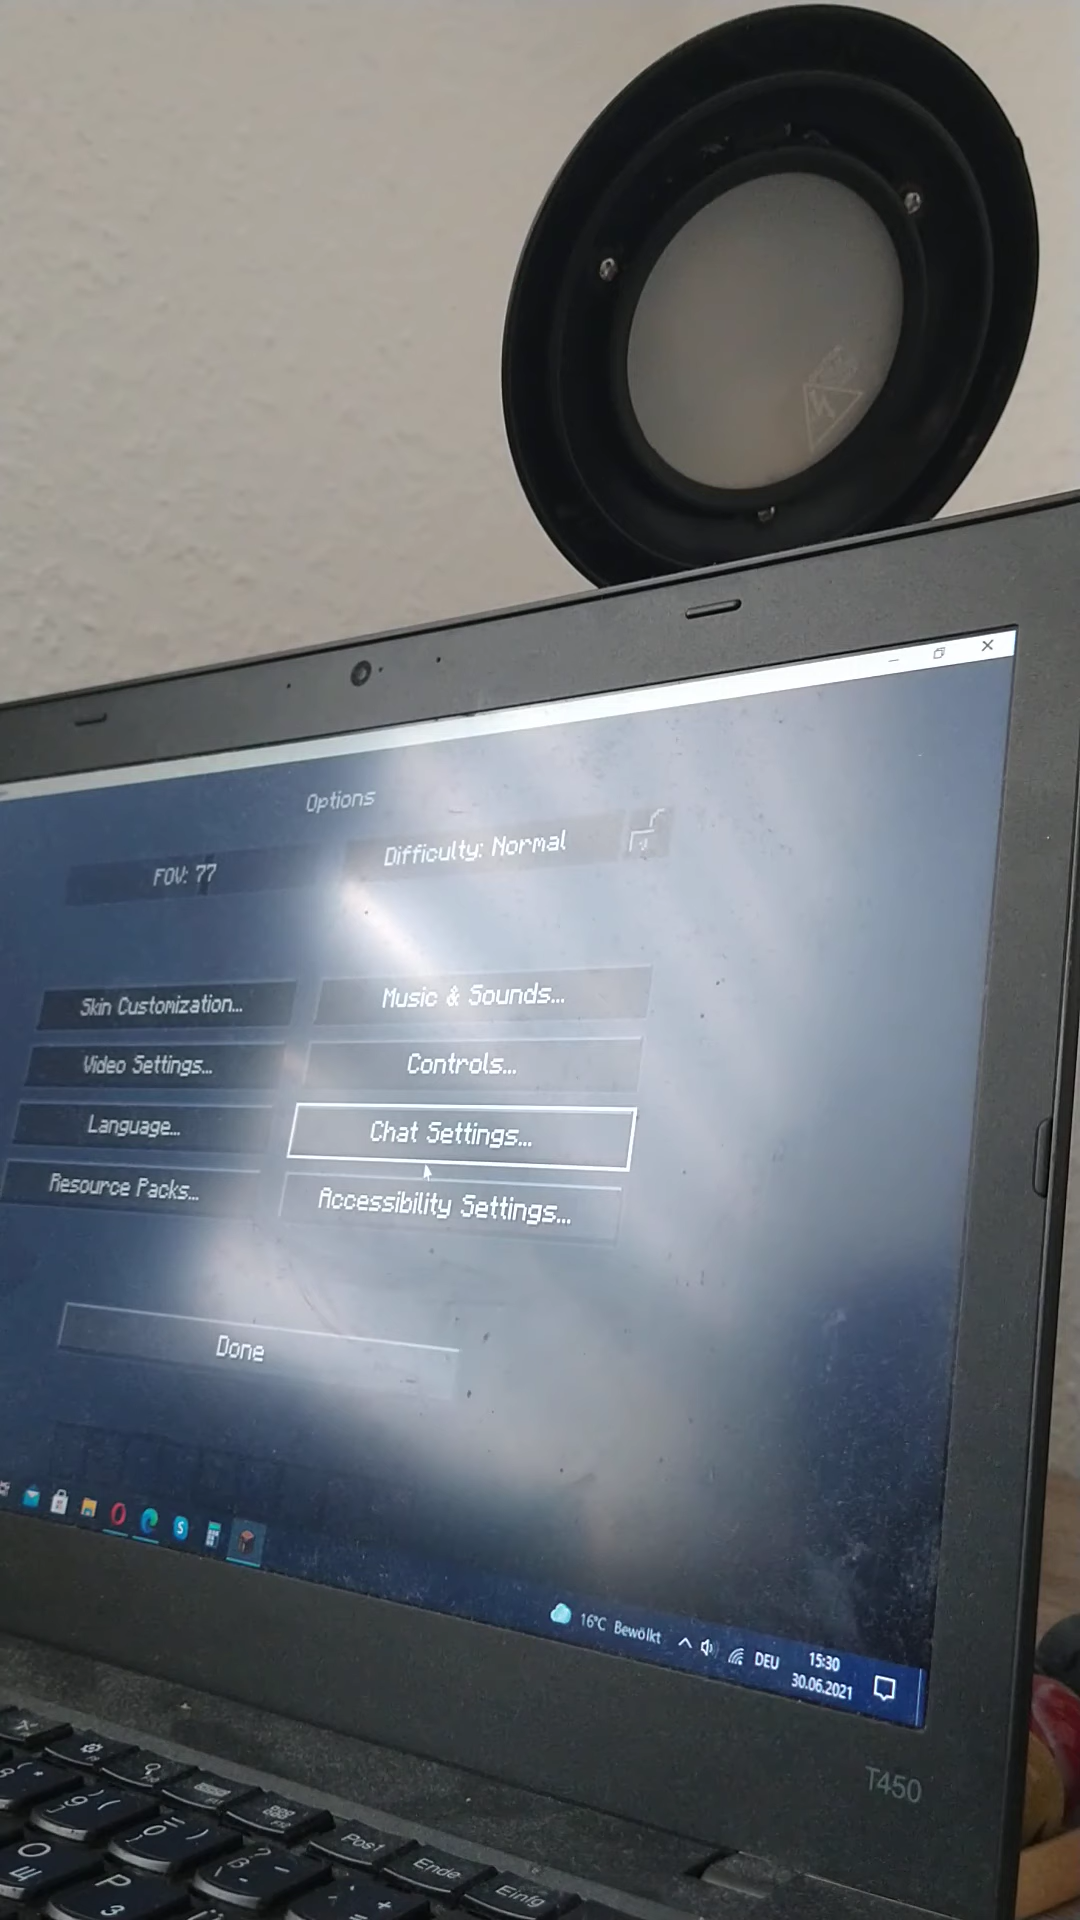 Options
FOV: 77
Difficulty: Normal
Skin Customization...
Music & Sounds...
Video Settings...
Controls...
Language...
Chat Settings...
Resource Packs...
Accessibility Settings...
Done
16°C Bewölkt
DEU
15:30
30.06.2021
T450
Pos1
Ende
Einfg
O
Щ
P
З